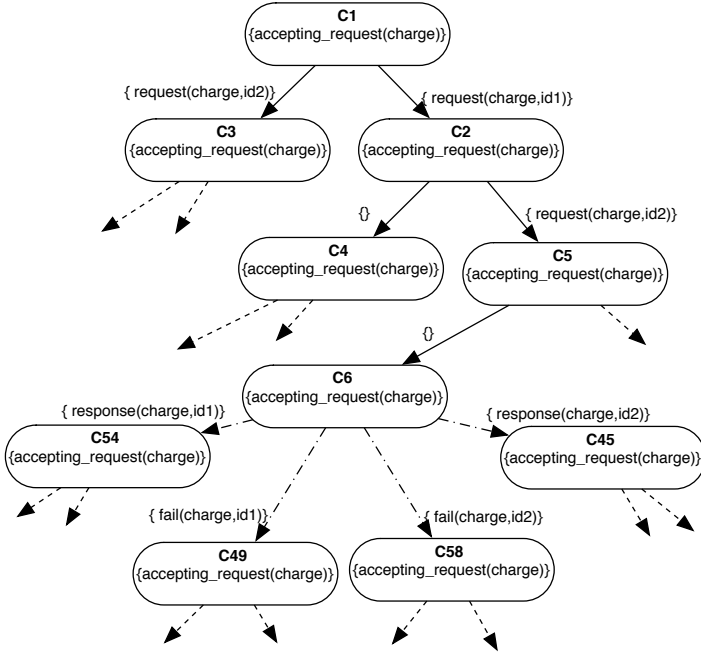 C1
{accepting_request(charge)}
{ request(charge,id2)}
{ request(charge,id1)}
C3
{accepting_request(charge)}
C2
{accepting_request(charge)}
{}
{ request(charge,id2)}
C4
{accepting_request(charge)}
C5
{accepting_request(charge)}
{}
C6
{accepting_request(charge)}
{ response(charge,id1)}
{ response(charge,id2)}
C54
{accepting_request(charge)}
C45
{accepting_request(charge)}
{ fail(charge,id1)}
{ fail(charge,id2)}
C49
{accepting_request(charge)}
C58
{accepting_request(charge)}